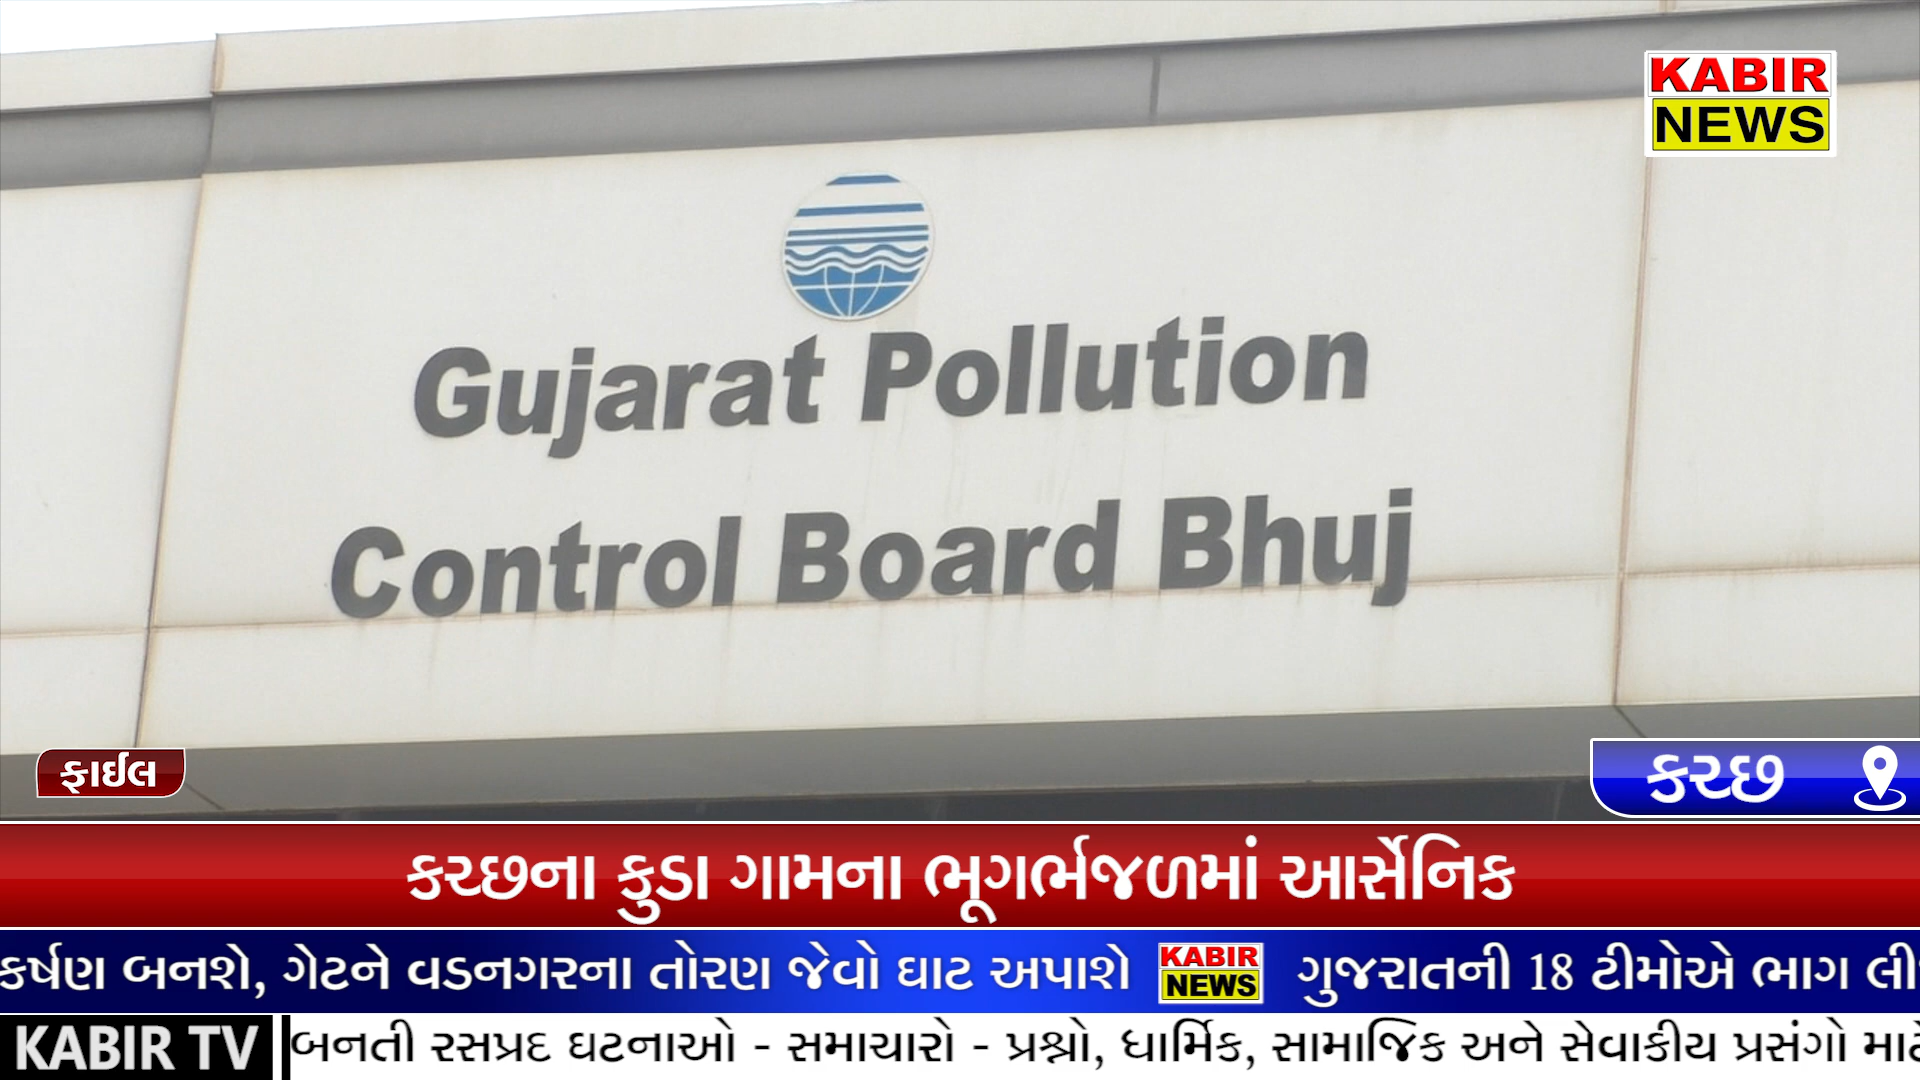 KABIR
NEWS
Gujarat Pollution
Control Board Bhuj
ફાઈલ
કચ્છ
કચ્છના કુડા ગામના ભૂગર્ભજળમાં આર્સેનિક
કર્ષણ બનશે, ગેટને વડનગરના તોરણ જેવો ઘાટ અપાશે KABIR NEWS ગુજરાતની 18 ટીમોએ ભાગ
KABIR TV બનતી રસપ્રદ ઘટનાઓ - સમાચારો - પ્રશ્નો, ધાર્મિક, સામાજિક અને સેવાકીય પ્રસંગો